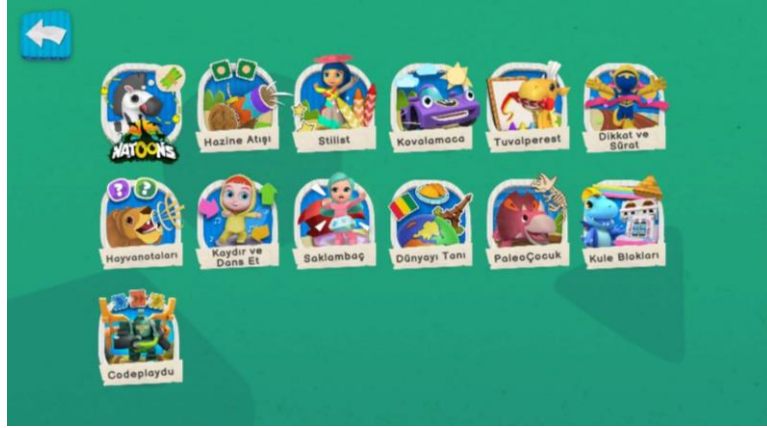 NATOONS
Hazine Atışı
Stilist
Kovalamaca
Tuvalperest
Dikkat ve
Sürat
? ?
Hayvanotaları
Kaydır ve
Dans Et
Saklambaç
Dünyayı Tanı
PaleoÇocuk
Kule Blokları
Codeplaydu